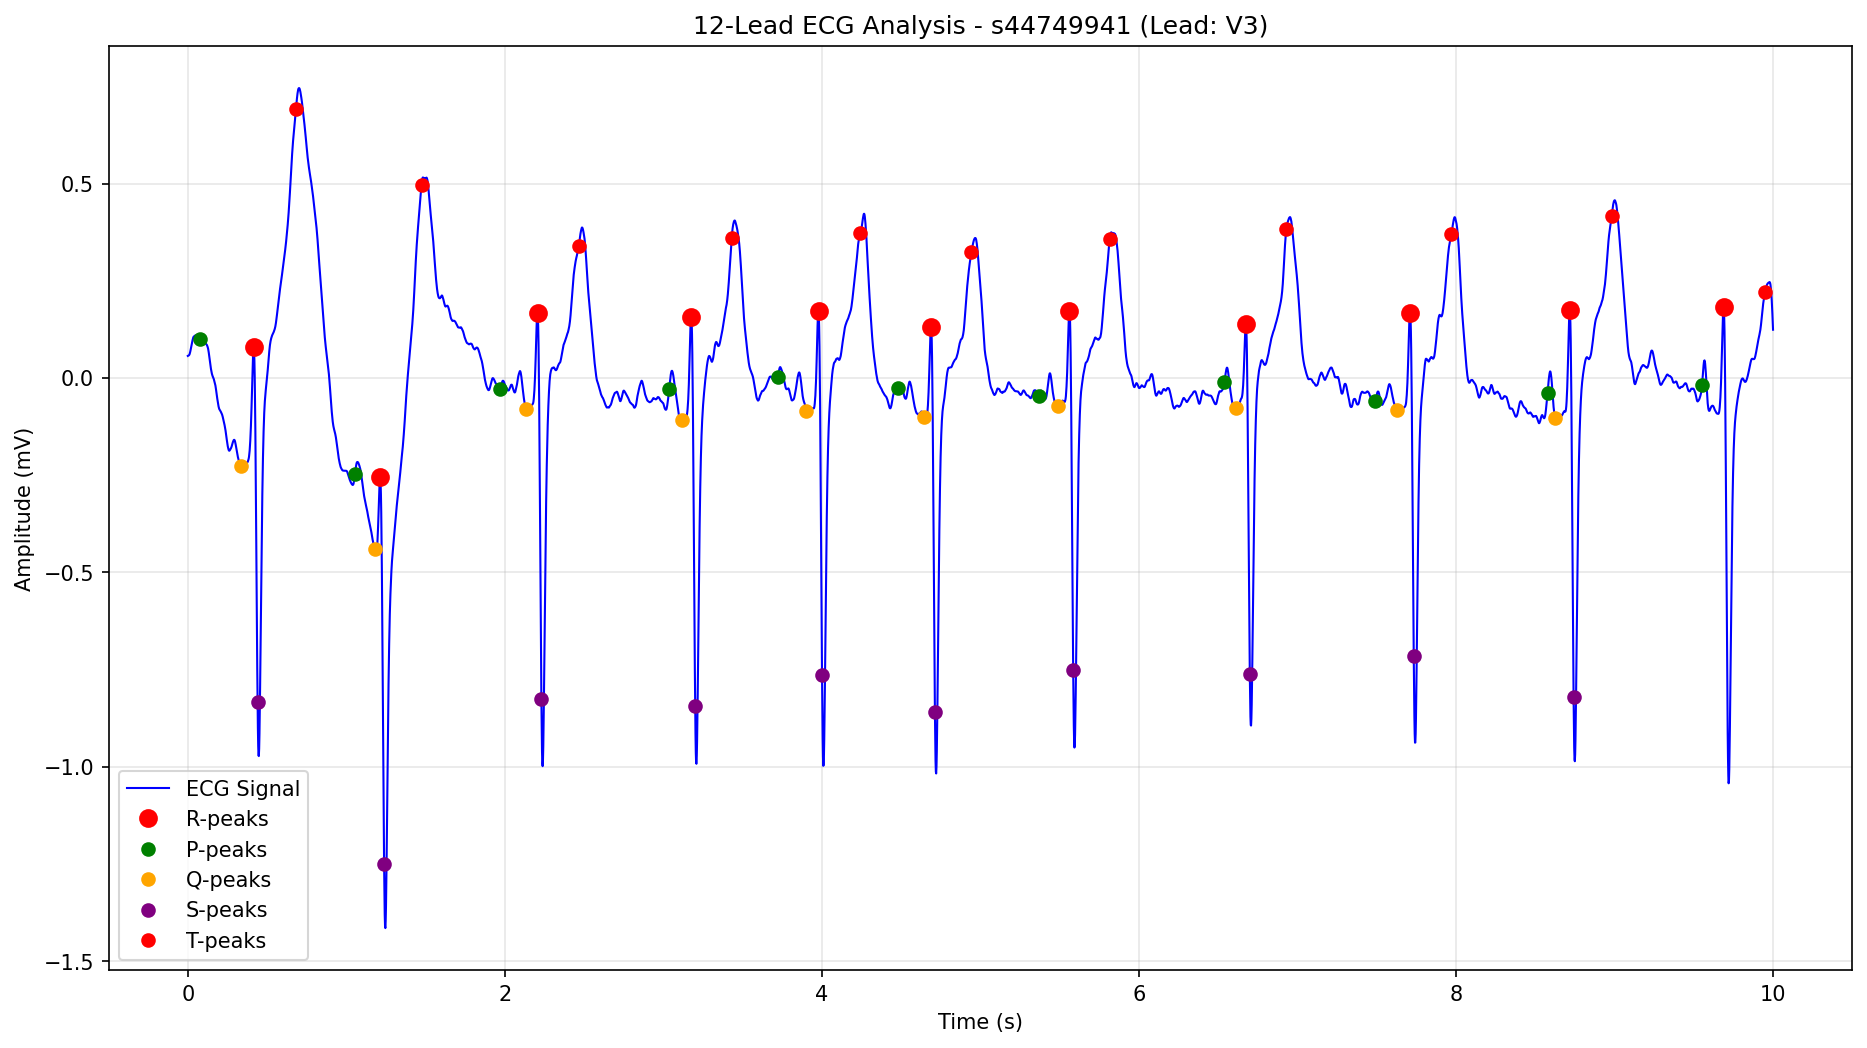 12-Lead ECG Analysis - s44749941 (Lead: V3)
Amplitude (mV)
0.5
0.0
−0.5
−1.0
−1.5
ECG Signal
R-peaks
P-peaks
Q-peaks
S-peaks
T-peaks
0 2 4 6 8 10
Time (s)